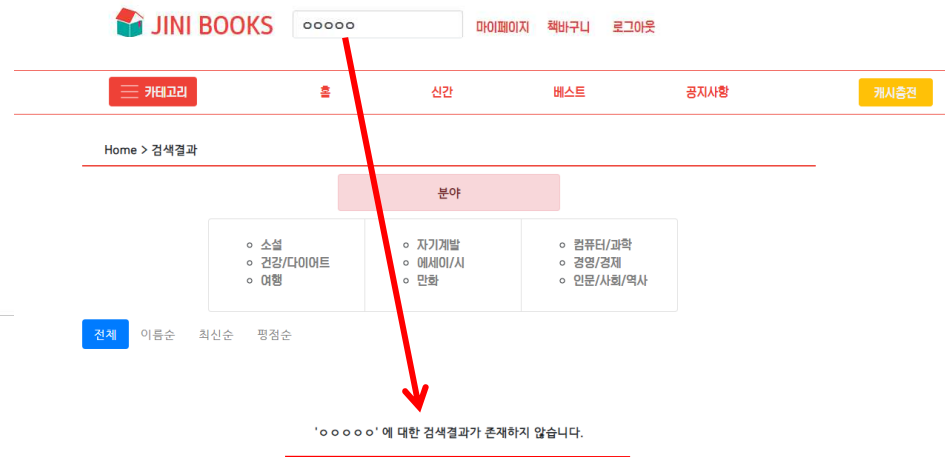 JINI BOOKS ㅇㅇㅇㅇㅇ 마이페이지 책바구니 로그아웃
카테고리 홈 신간 베스트 공지사항 캐시충전
Home > 검색결과
분야
소설 자기계발 컴퓨터/과학
건강/다이어트 에세이/시 경영/경제
여행 만화 인문/사회/역사
전체 이름순 최신순 평점순
'ㅇㅇㅇㅇㅇ' 에 대한 검색결과가 존재하지 않습니다.